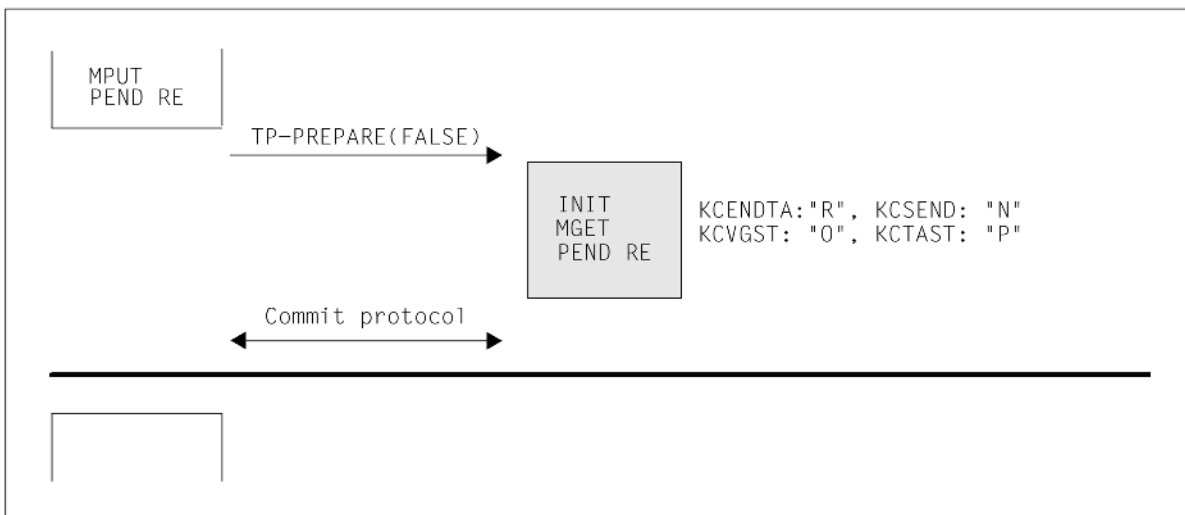 MPUT
PEND RE
TP-PREPARE(FALSE)
INIT
MGET
PEND RE
KCENDTA:"R", KCSEND: "N"
KCVGST: "O", KCTAST: "P"
Commit protocol